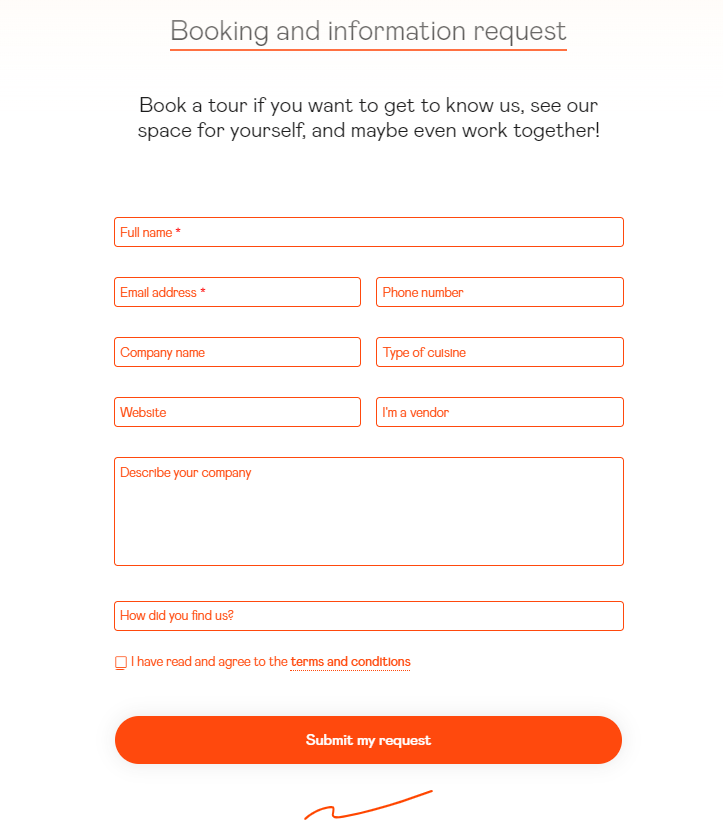 Booking and information request
Book a tour if you want to get to know us, see our
space for yourself, and maybe even work together!
Full name *
Email address *
Phone number
Company name
Type of cuisine
Website
I'm a vendor
Describe your company
How did you find us?
I have read and agree to the terms and conditions
Submit my request